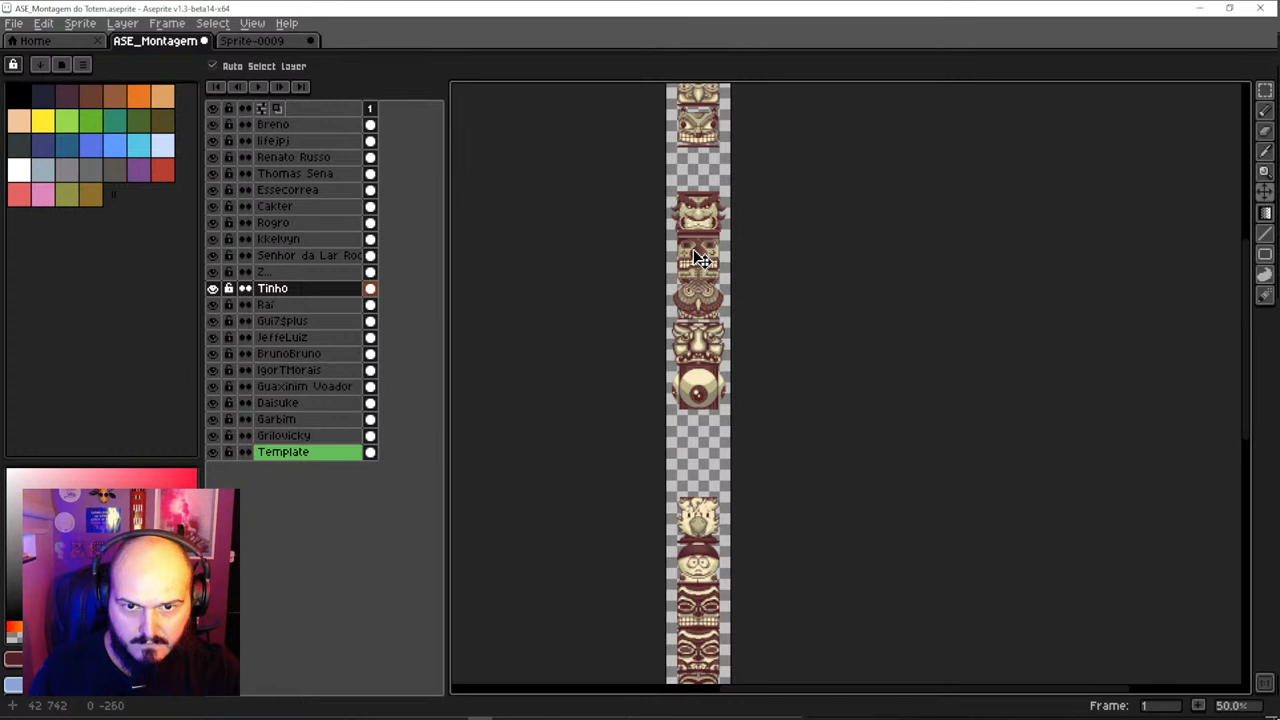 ASE_Montagem do Totem.aseprite - Aseprite v1.3-beta14-x64
File Edit Sprite Layer Frame Select View Help
Home ASE_Montagem Sprite-0009
Auto Select Layer
1
Breno
lifejpj
Renato Russo
Thomas Sena
Essecorrea
Cakter
Rogro
kkelvyn
Senhor da Lar Roc
Z...
Tinho
Raí
Gui7$plus
JeffeLuiz
BrunoBruno
IgorTMorais
Guaxinim Voador
Daisuke
Garbim
Grilovicky
Template
42 742 0 -260 Frame: 1 50.0%